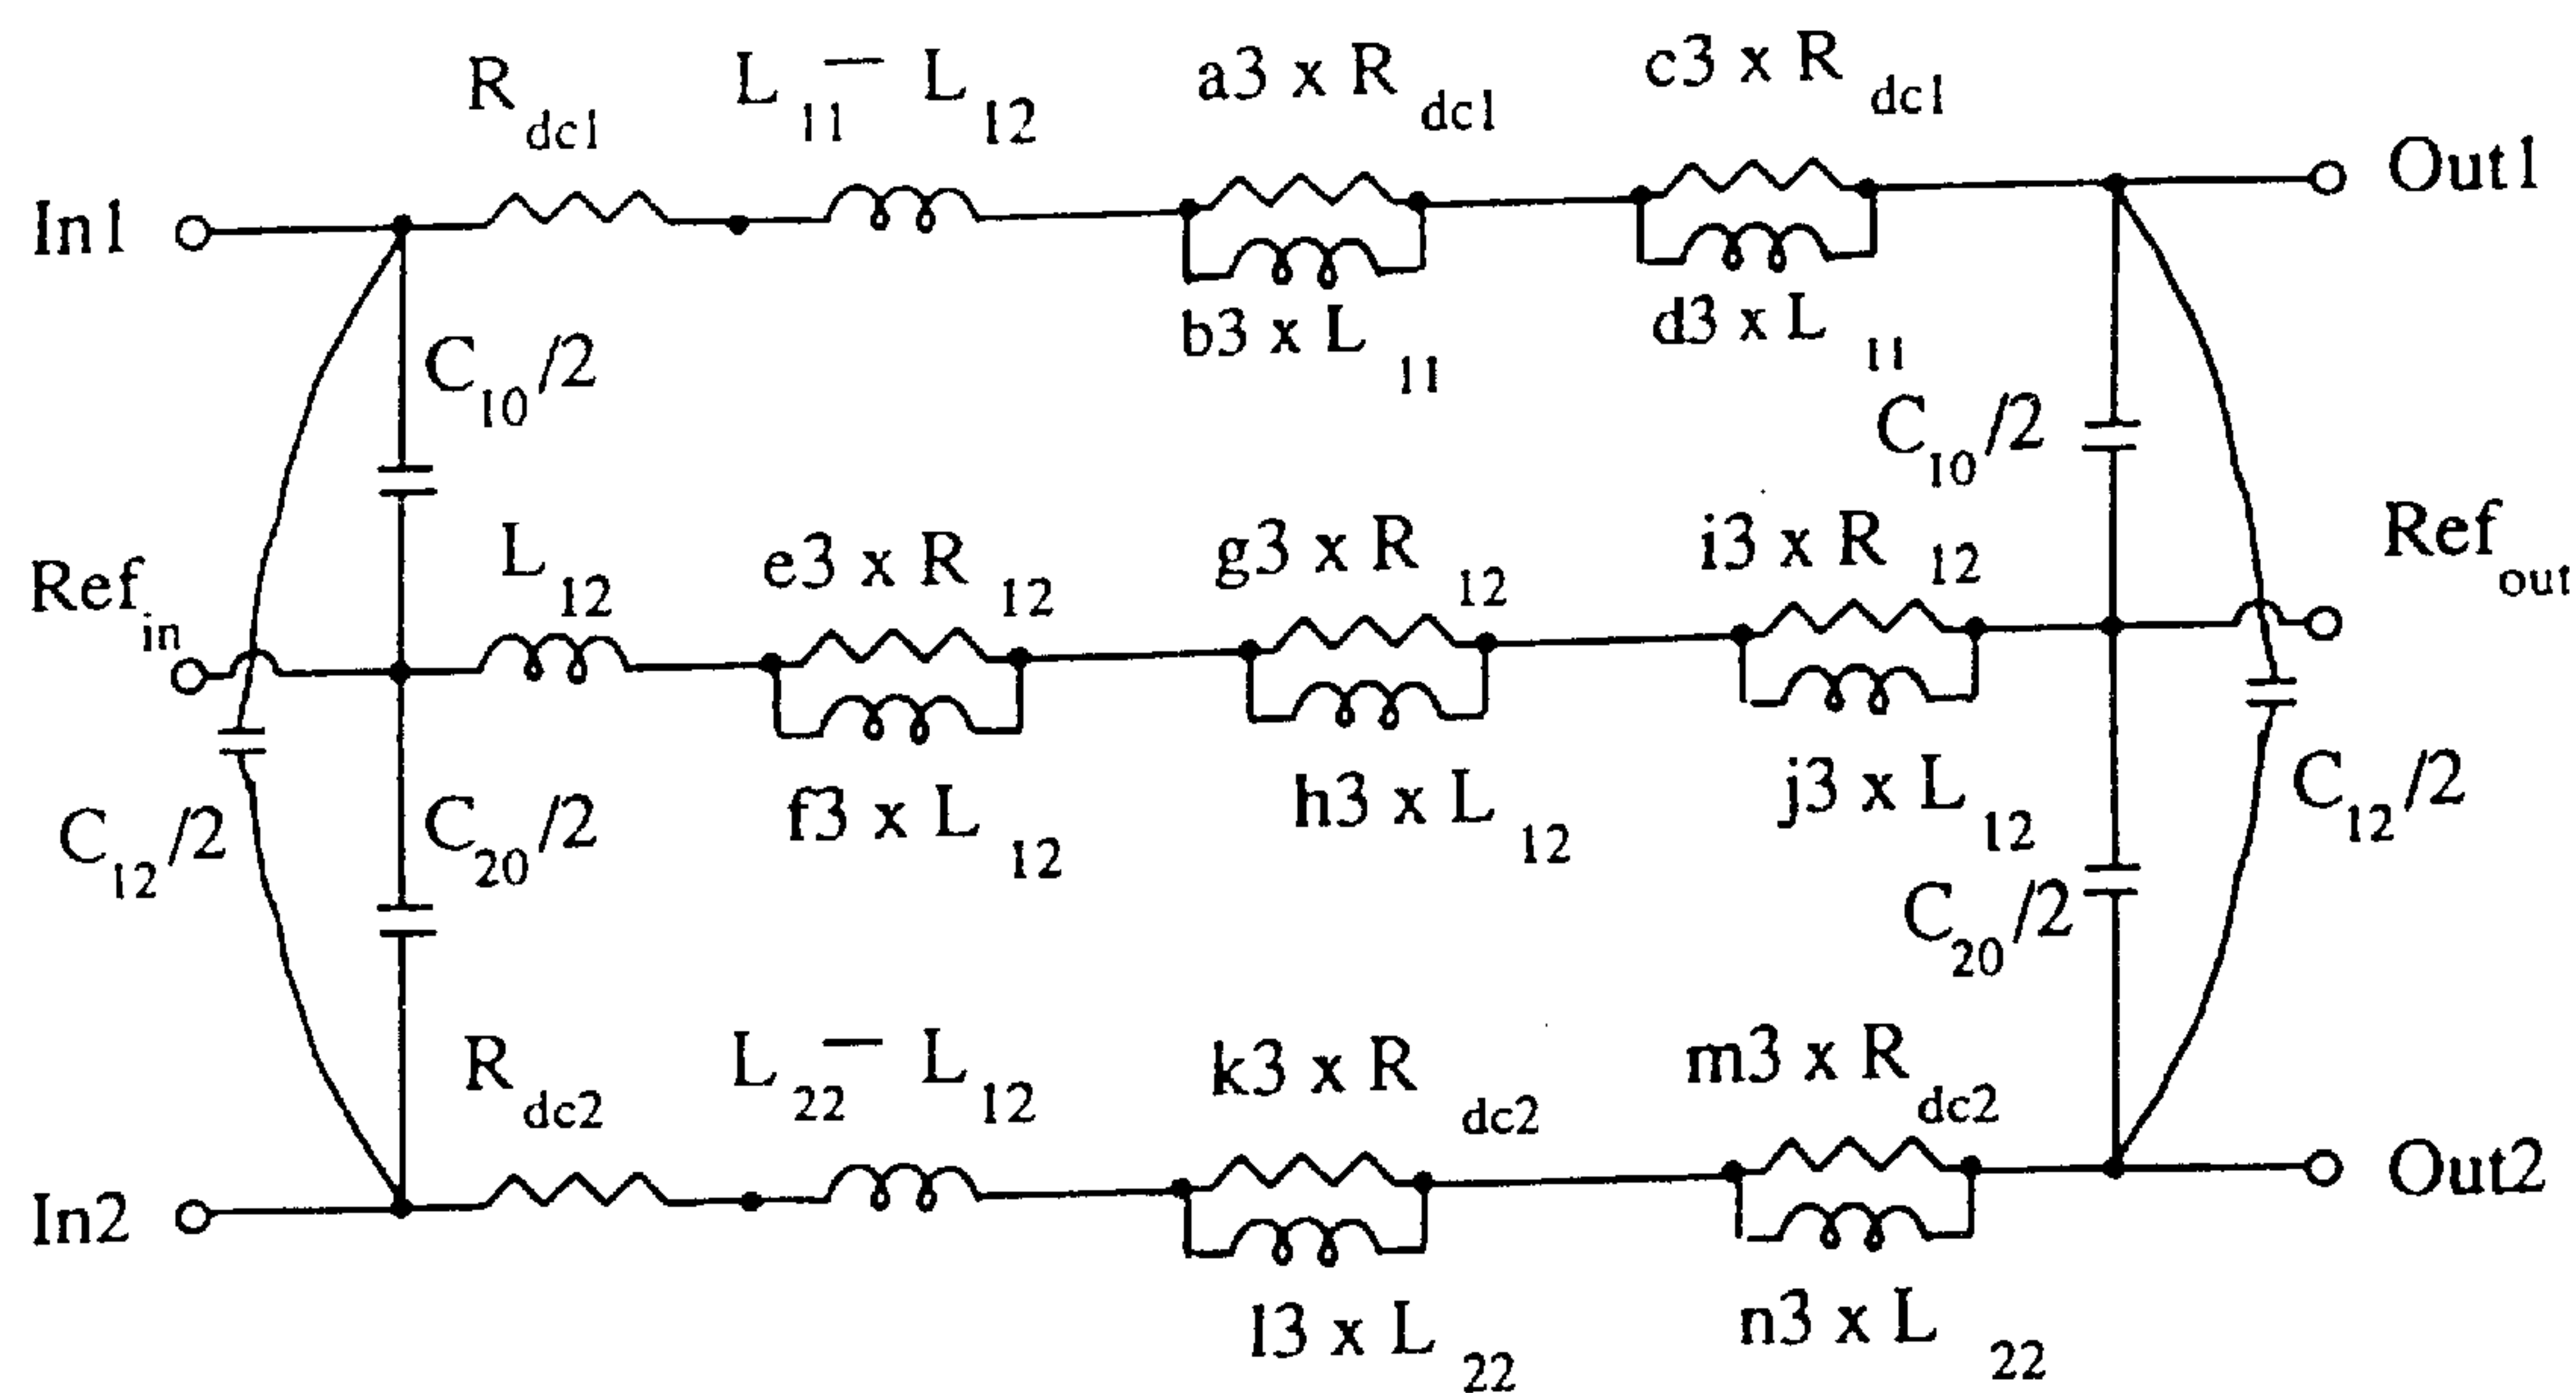 R dc1
L 11 — L 12
a3 x R dc1
c3 x R dc1
In1
Out1
b3 x L 11
d3 x L 11
C 10 /2
C 10 /2
Ref in
L 12
e3 x R 12
g3 x R 12
i3 x R 12
Ref out
C 12 /2
C 20 /2
f3 x L 12
h3 x L 12
j3 x L 12
C 12 /2
C 20 /2
R dc2
L 22 — L 12
k3 x R dc2
m3 x R dc2
In2
Out2
l3 x L 22
n3 x L 22